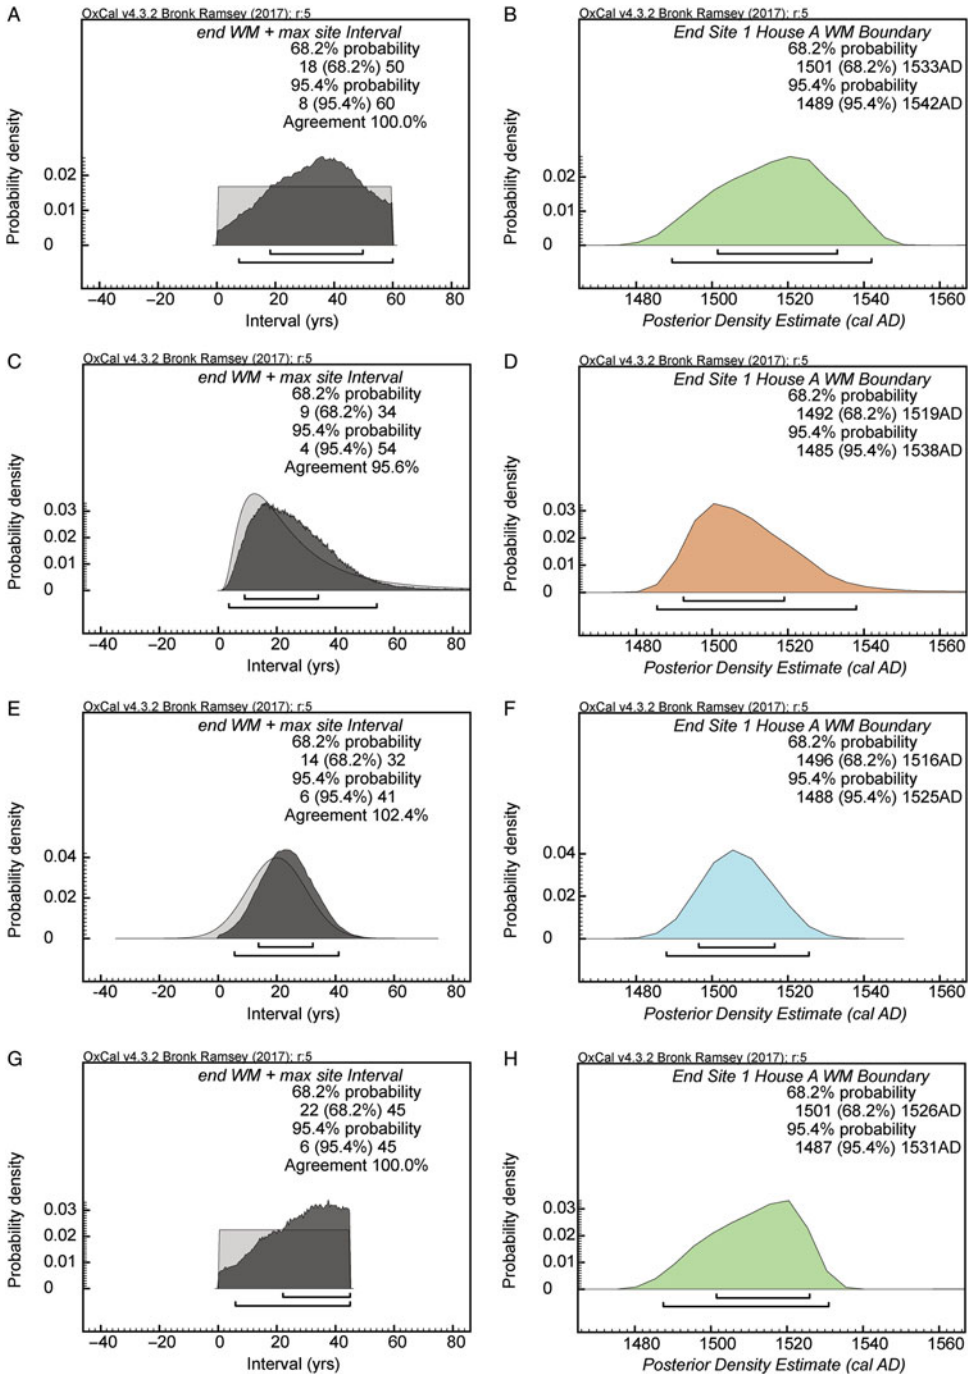 A
OxCal v4.3.2 Bronk Ramsey (2017); r:5
end WM + max site Interval
68.2% probability
18 (68.2%) 50
95.4% probability
8 (95.4%) 60
Agreement 100.0%
Probability density
0.02
0.01
0
−40 −20 0 20 40 60 80
Interval (yrs)
B
OxCal v4.3.2 Bronk Ramsey (2017); r:5
End Site 1 House A WM Boundary
68.2% probability
1501 (68.2%) 1533AD
95.4% probability
1489 (95.4%) 1542AD
Probability density
0.02
0.01
0
1480 1500 1520 1540 1560
Posterior Density Estimate (cal AD)
C
OxCal v4.3.2 Bronk Ramsey (2017); r:5
end WM + max site Interval
68.2% probability
9 (68.2%) 34
95.4% probability
4 (95.4%) 54
Agreement 95.6%
Probability density
0.03
0.02
0.01
0
−40 −20 0 20 40 60 80
Interval (yrs)
D
OxCal v4.3.2 Bronk Ramsey (2017); r:5
End Site 1 House A WM Boundary
68.2% probability
1492 (68.2%) 1519AD
95.4% probability
1485 (95.4%) 1538AD
Probability density
0.03
0.02
0.01
0
1480 1500 1520 1540 1560
Posterior Density Estimate (cal AD)
E
OxCal v4.3.2 Bronk Ramsey (2017); r:5
end WM + max site Interval
68.2% probability
14 (68.2%) 32
95.4% probability
6 (95.4%) 41
Agreement 102.4%
Probability density
0.04
0.02
0
−40 −20 0 20 40 60 80
Interval (yrs)
F
OxCal v4.3.2 Bronk Ramsey (2017); r:5
End Site 1 House A WM Boundary
68.2% probability
1496 (68.2%) 1516AD
95.4% probability
1488 (95.4%) 1525AD
Probability density
0.04
0.02
0
1480 1500 1520 1540 1560
Posterior Density Estimate (cal AD)
G
OxCal v4.3.2 Bronk Ramsey (2017); r:5
end WM + max site Interval
68.2% probability
22 (68.2%) 45
95.4% probability
6 (95.4%) 45
Agreement 100.0%
Probability density
0.03
0.02
0.01
0
−40 −20 0 20 40 60 80
Interval (yrs)
H
OxCal v4.3.2 Bronk Ramsey (2017); r:5
End Site 1 House A WM Boundary
68.2% probability
1501 (68.2%) 1526AD
95.4% probability
1487 (95.4%) 1531AD
Probability density
0.03
0.02
0.01
0
1480 1500 1520 1540 1560
Posterior Density Estimate (cal AD)